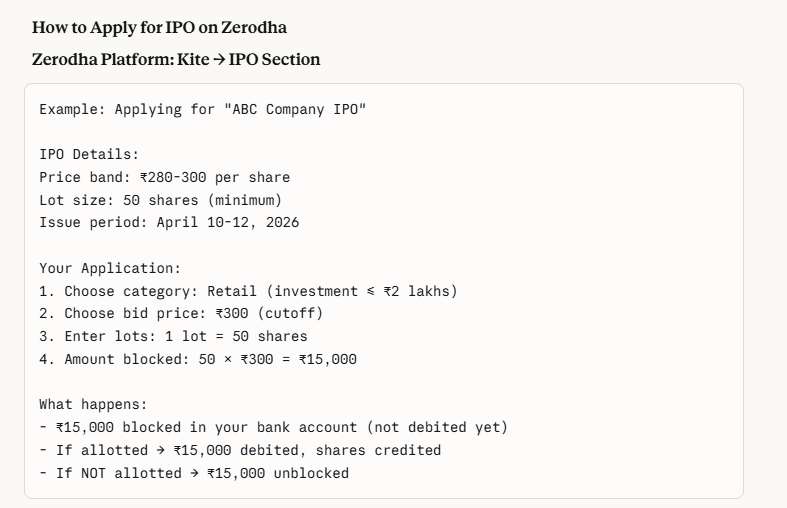 How to Apply for IPO on Zerodha
Zerodha Platform: Kite → IPO Section
Example: Applying for "ABC Company IPO"
IPO Details:
Price band: ₹280-300 per share
Lot size: 50 shares (minimum)
Issue period: April 10-12, 2026
Your Application:
1. Choose category: Retail (investment ≤ ₹2 lakhs)
2. Choose bid price: ₹300 (cutoff)
3. Enter lots: 1 lot = 50 shares
4. Amount blocked: 50 × ₹300 = ₹15,000
What happens:
- ₹15,000 blocked in your bank account (not debited yet)
- If allotted → ₹15,000 debited, shares credited
- If NOT allotted → ₹15,000 unblocked